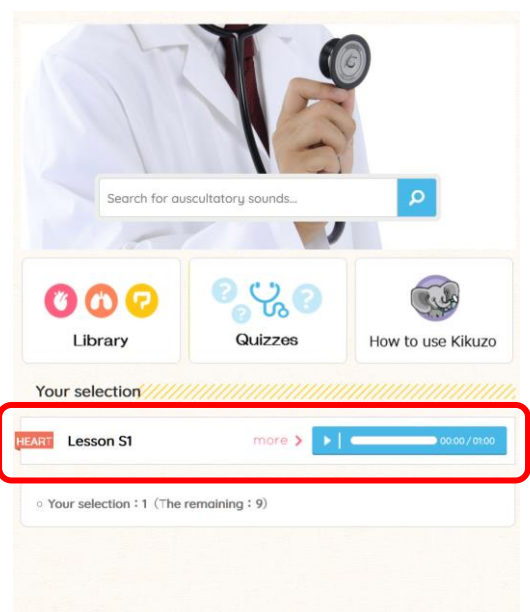 Search for auscultatory sounds...
Library
Quizzes
How to use Kikuzo
Your selection
HEART Lesson S1 more 00:00 / 01:00
Your selection：1（The remaining：9）